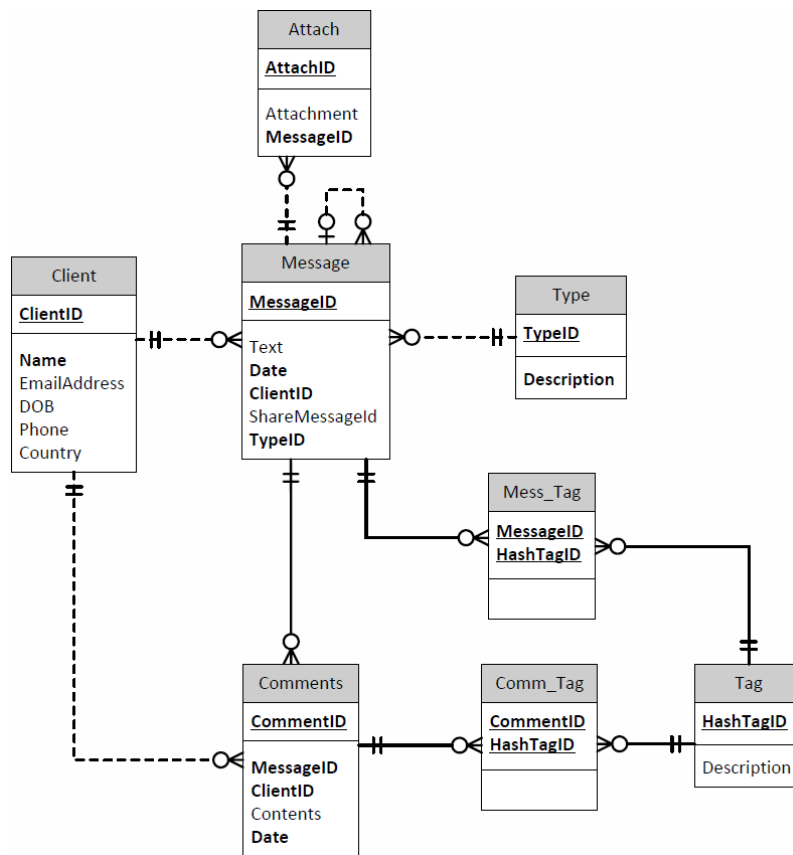 Attach
AttachID
Attachment
MessageID
Message
MessageID
Text
Date
ClientID
ShareMessageId
TypeID
Client
ClientID
Name
EmailAddress
DOB
Phone
Country
Type
TypeID
Description
Mess_Tag
MessageID
HashTagID
Comments
CommentID
MessageID
ClientID
Contents
Date
Comm_Tag
CommentID
HashTagID
Tag
HashTagID
Description